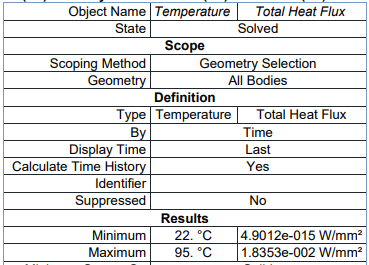 Object Name Temperature Total Heat Flux
State Solved
Scope
Scoping Method Geometry Selection
Geometry All Bodies
Definition
Type Temperature Total Heat Flux
By Time
Display Time Last
Calculate Time History Yes
Identifier
Suppressed No
Results
Minimum 22. °C 4.9012e-015 W/mm²
Maximum 95. °C 1.8353e-002 W/mm²